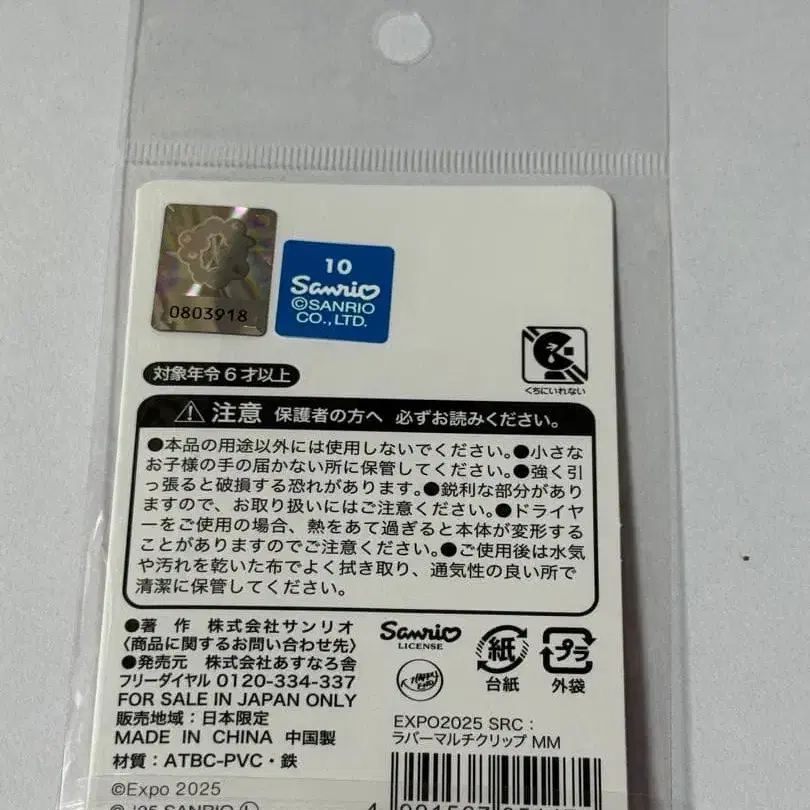 0803918
10
Sanrio
©SANRIO
CO.,LTD.
くちにいれない
対象年令6才以上
注意 保護者の方へ 必ずお読みください。
●本品の用途以外には使用しないでください。●小さな
お子様の手の届かない所に保管してください。●強く引
っ張ると破損する恐れがあります。●鋭利な部分があり
ますので、お取り扱いにはご注意ください。●ドライヤ
ーをご使用の場合、熱をあて過ぎると本体が変形する
ことがありますのでご注意ください。●ご使用後は水気
や汚れを乾いた布でよく拭き取り、通気性の良い所で
清潔に保管してください。
●著 作 株式会社サンリオ
〈商品に関するお問い合わせ先〉
●発売元 株式会社あすなろ舎
フリーダイヤル 0120-334-337
FOR SALE IN JAPAN ONLY
販売地域:日本限定
MADE IN CHINA 中国製
材質:ATBC-PVC・鉄
©Expo 2025
Sanrio
LICENSE
紙
台紙
プラ
外袋
EXPO2025 SRC:
ラバーマルチクリップ MM